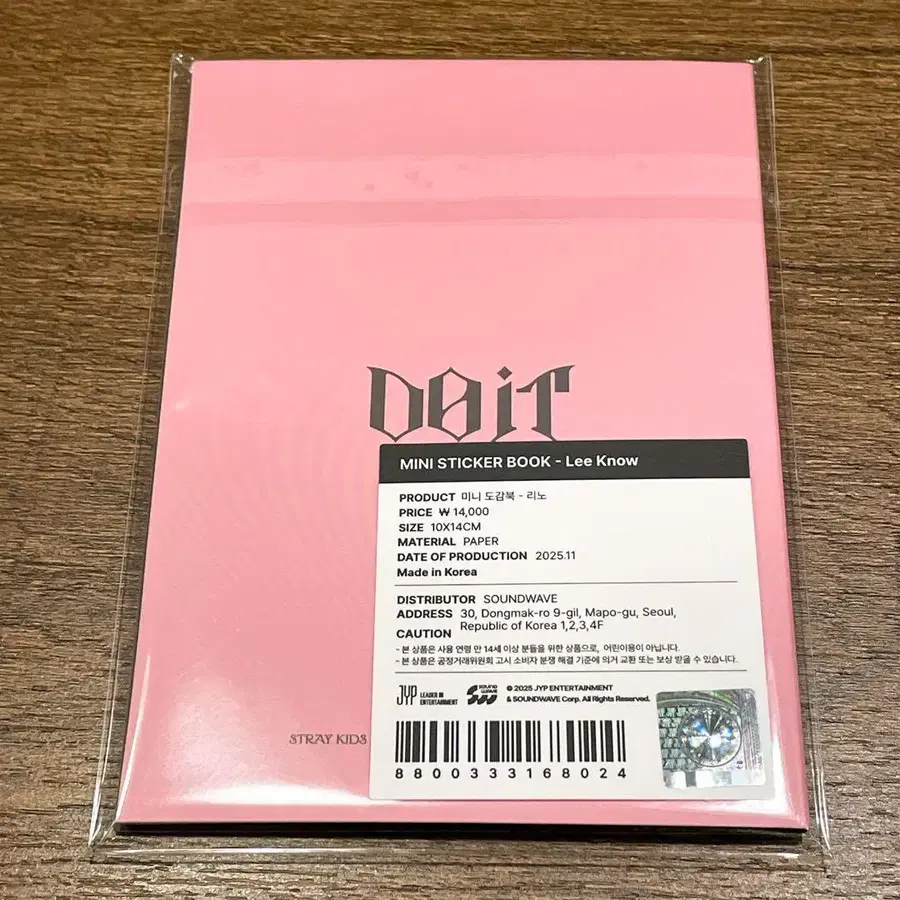 DO iT
MINI STICKER BOOK - Lee Know
PRODUCT 미니 도감북 - 리노
PRICE ₩ 14,000
SIZE 10X14CM
MATERIAL PAPER
DATE OF PRODUCTION 2025.11
Made in Korea
DISTRIBUTOR SOUNDWAVE
ADDRESS 30, Dongmak-ro 9-gil, Mapo-gu, Seoul,
Republic of Korea 1,2,3,4F
CAUTION
- 본 상품은 사용 연령 만 14세 이상 분들을 위한 상품으로, 어린이용이 아닙니다.
- 본 상품은 공정거래위원회 고시 소비자 분쟁 해결 기준에 의거 교환 또는 보상 받을 수 있습니다.
JYP LEADER IN
ENTERTAINMENT
SOUND
WAVE
© 2025 JYP ENTERTAINMENT
& SOUNDWAVE Corp. All Rights Reserved.
STRAY KIDS
8800333168024